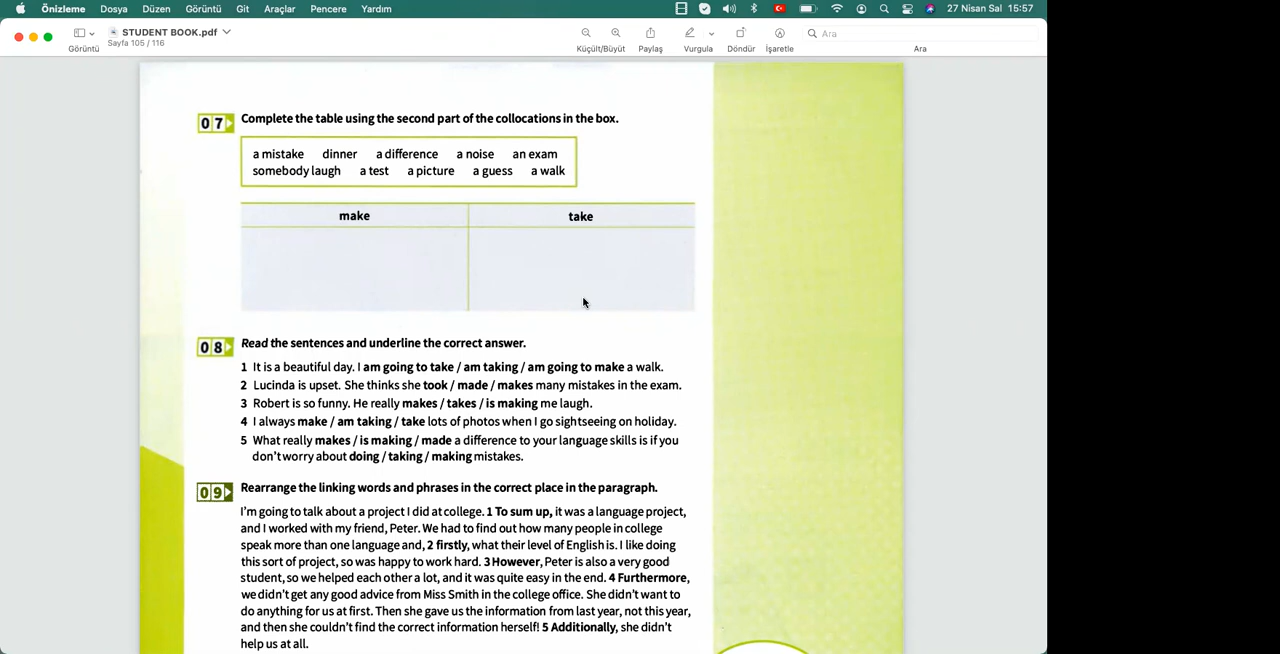 Önizleme Dosya Düzen Görüntü Git Araçlar Pencere Yardım 27 Nisan Sal 15:57
STUDENT BOOK.pdf
Sayfa 105 / 116
Görüntü Küçült/Büyüt Paylaş Vurgula Döndür İşaretle Ara
Ara
07 Complete the table using the second part of the collocations in the box.
a mistake dinner a difference a noise an exam
somebody laugh a test a picture a guess a walk
make take
08 Read the sentences and underline the correct answer.
1 It is a beautiful day. I am going to take / am taking / am going to make a walk.
2 Lucinda is upset. She thinks she took / made / makes many mistakes in the exam.
3 Robert is so funny. He really makes / takes / is making me laugh.
4 I always make / am taking / take lots of photos when I go sightseeing on holiday.
5 What really makes / is making / made a difference to your language skills is if you
don't worry about doing / taking / making mistakes.
09 Rearrange the linking words and phrases in the correct place in the paragraph.
I'm going to talk about a project I did at college. 1 To sum up, it was a language project,
and I worked with my friend, Peter. We had to find out how many people in college
speak more than one language and, 2 firstly, what their level of English is. I like doing
this sort of project, so was happy to work hard. 3 However, Peter is also a very good
student, so we helped each other a lot, and it was quite easy in the end. 4 Furthermore,
we didn't get any good advice from Miss Smith in the college office. She didn't want to
do anything for us at first. Then she gave us the information from last year, not this year,
and then she couldn't find the correct information herself! 5 Additionally, she didn't
help us at all.